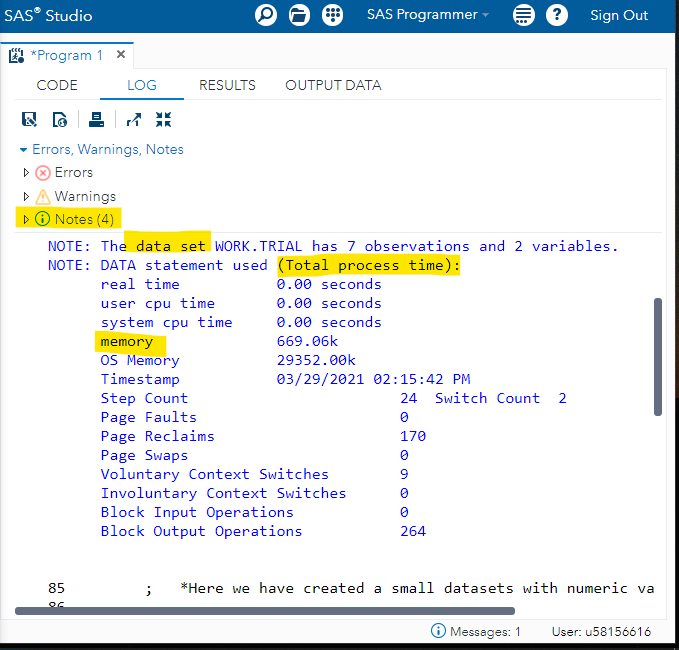 SAS® Studio
SAS Programmer
?
Sign Out
*Program 1 ×
CODE LOG RESULTS OUTPUT DATA
Errors, Warnings, Notes
Errors
Warnings
Notes (4)
NOTE: The data set WORK.TRIAL has 7 observations and 2 variables.
NOTE: DATA statement used (Total process time):
real time 0.00 seconds
user cpu time 0.00 seconds
system cpu time 0.00 seconds
memory 669.06k
OS Memory 29352.00k
Timestamp 03/29/2021 02:15:42 PM
Step Count 24 Switch Count 2
Page Faults 0
Page Reclaims 170
Page Swaps 0
Voluntary Context Switches 9
Involuntary Context Switches 0
Block Input Operations 0
Block Output Operations 264
85 ; *Here we have created a small datasets with numeric va
86
Messages: 1 User: u58156616